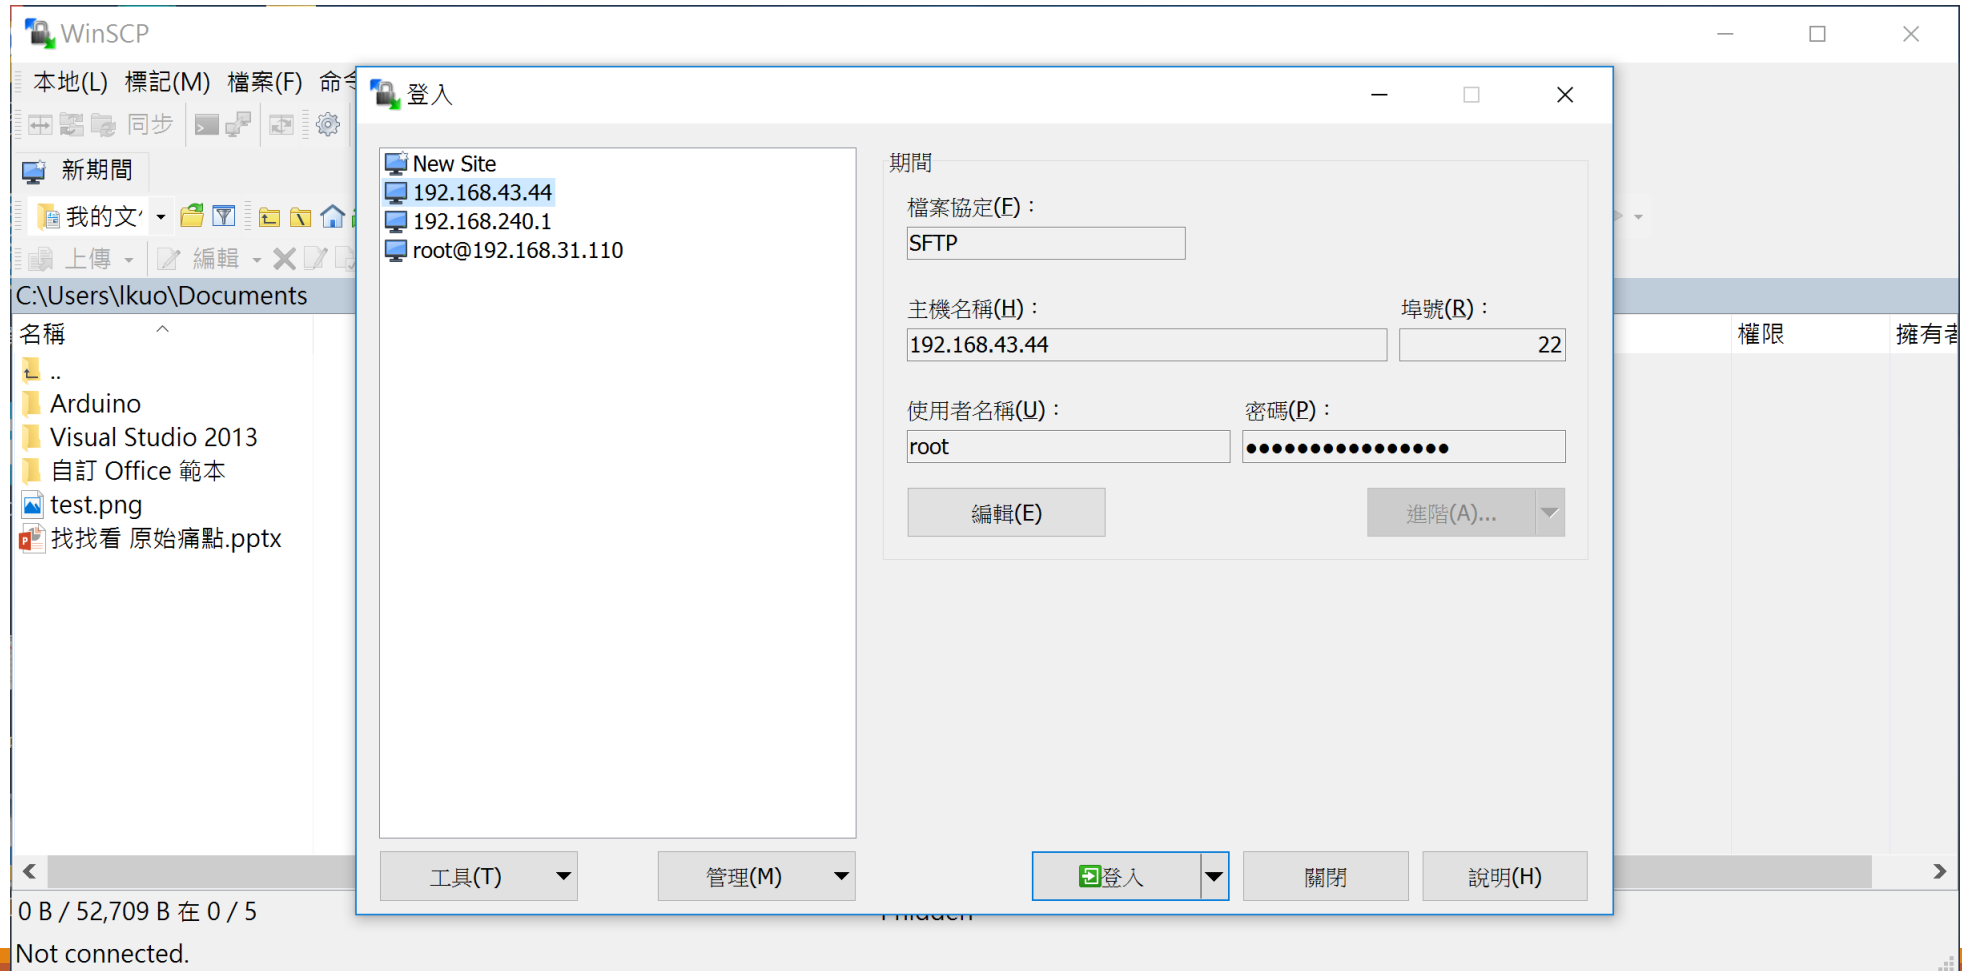 WinSCP
本地(L) 標記(M) 檔案(F)
同步
新期間
我的文
上傳 編輯
C:\Users\lkuo\Documents
名稱 權限 擁有者
..
Arduino
Visual Studio 2013
自訂 Office 範本
test.png
找找看 原始痛點.pptx
0 B / 52,709 B 在 0 / 5
Not connected.
登入
New Site
192.168.43.44
192.168.240.1
root@192.168.31.110
期間
檔案協定(F)：
SFTP
主機名稱(H)： 埠號(R)：
192.168.43.44 22
使用者名稱(U)： 密碼(P)：
root ●●●●●●●●●●●●●●●●
編輯(E) 進階(A)...
工具(T) 管理(M) 登入 關閉 說明(H)